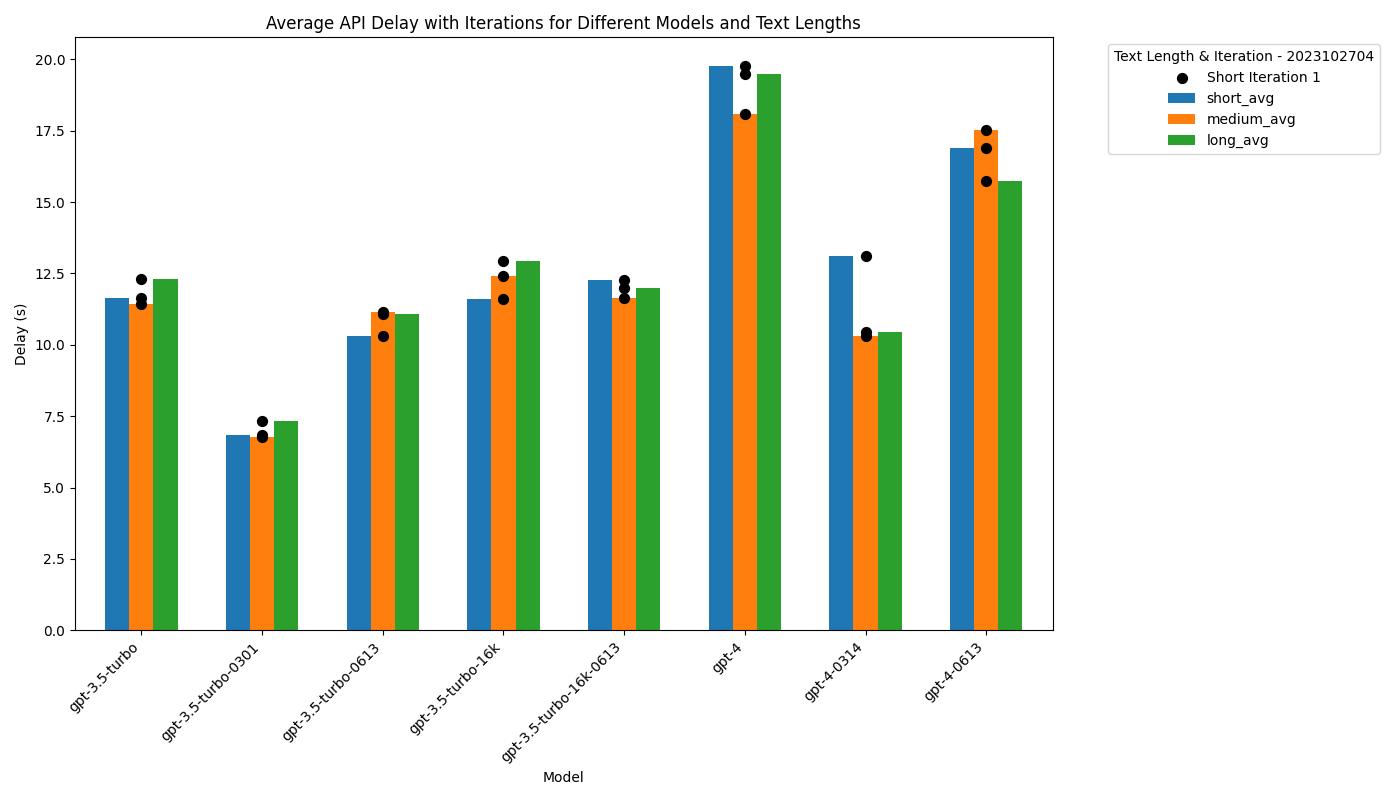 Average API Delay with Iterations for Different Models and Text Lengths
Text Length & Iteration - 2023102704
Short Iteration 1
short_avg
medium_avg
long_avg
Delay (s)
20.0
17.5
15.0
12.5
10.0
7.5
5.0
2.5
0.0
gpt-3.5-turbo
gpt-3.5-turbo-0301
gpt-3.5-turbo-0613
gpt-3.5-turbo-16k
gpt-3.5-turbo-16k-0613
gpt-4
gpt-4-0314
gpt-4-0613
Model